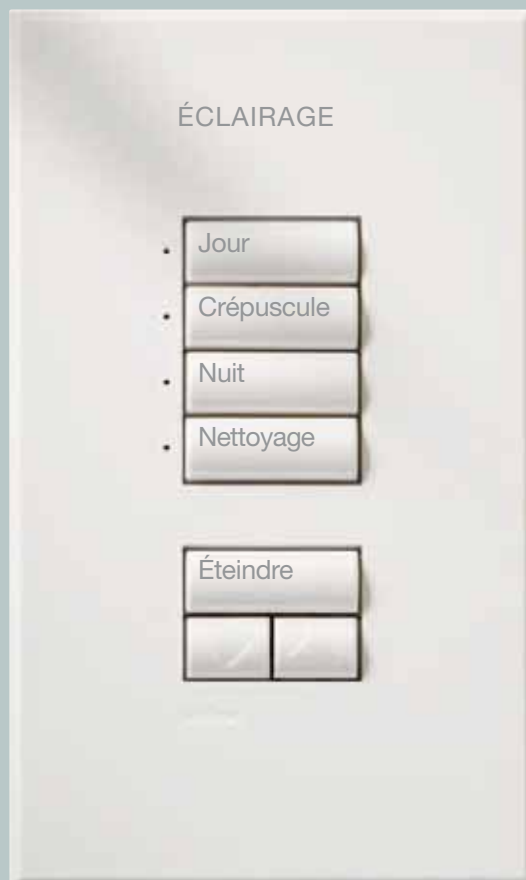 ÉCLAIRAGE
Jour
Crépuscule
Nuit
Nettoyage
Éteindre